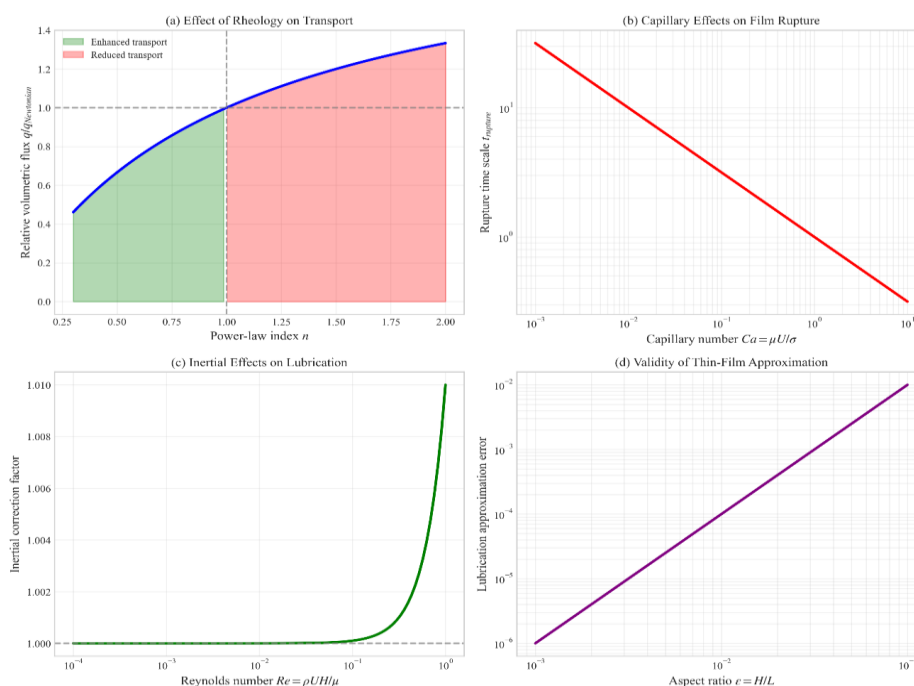 (a) Effect of Rheology on Transport
1.4
1.2
1.0
0.8
0.6
0.4
0.2
0.0
Relative volumetric flux q/q_Newtonian
Enhanced transport
Reduced transport
0.25 0.50 0.75 1.00 1.25 1.50 1.75 2.00
Power-law index n
(b) Capillary Effects on Film Rupture
10¹
10⁰
Rupture time scale t_rupture
10⁻³ 10⁻² 10⁻¹ 10⁰
Capillary number Ca = μU/σ
(c) Inertial Effects on Lubrication
1.010
1.008
1.006
1.004
1.002
1.000
Inertial correction factor
10⁻⁴ 10⁻³ 10⁻² 10⁻¹ 10⁰
Reynolds number Re = ρUH/μ
(d) Validity of Thin-Film Approximation
10⁻²
10⁻³
10⁻⁴
10⁻⁵
10⁻⁶
Lubrication approximation error
10⁻³ 10⁻²
Aspect ratio ε = H/L